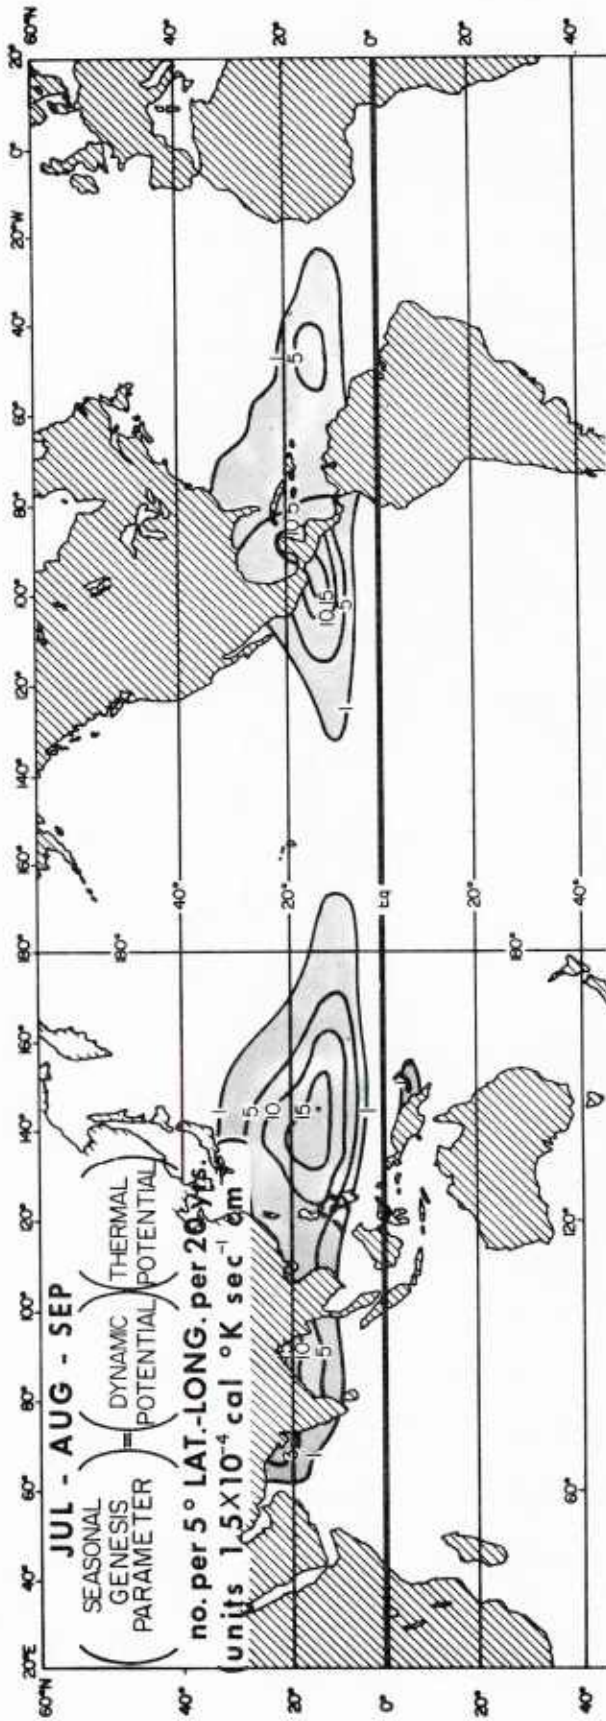 60°N
20°E 40° 60° 80° 100° 120° 140° 160° 180° 160° 140° 120° 100° 80° 60° 40° 20°W 0° 20°
60°N
JUL - AUG - SEP
(SEASONAL GENESIS PARAMETER) = (DYNAMIC POTENTIAL) (THERMAL POTENTIAL)
no. per 5° LAT.-LONG. per 20 yrs.
(units 1.5X10⁻⁴ cal °K sec⁻¹ cm
40° 40° 40°
20° 20°
1 3 10 5
1 5 10 15 1
1 5 10 15
10 5
1 5
0° Eq. 0°
20° 20° 20°
40° 40°
60° 120° 180°